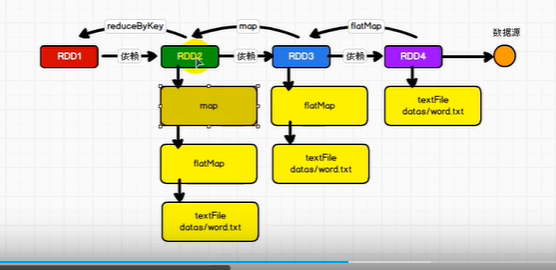 reduceByKey
map
flatMap
数据源
RDD1
依赖
RDD2
依赖
RDD3
依赖
RDD4
map
flatMap
textFile
datas/word.txt
flatMap
textFile
datas/word.txt
textFile
datas/word.txt